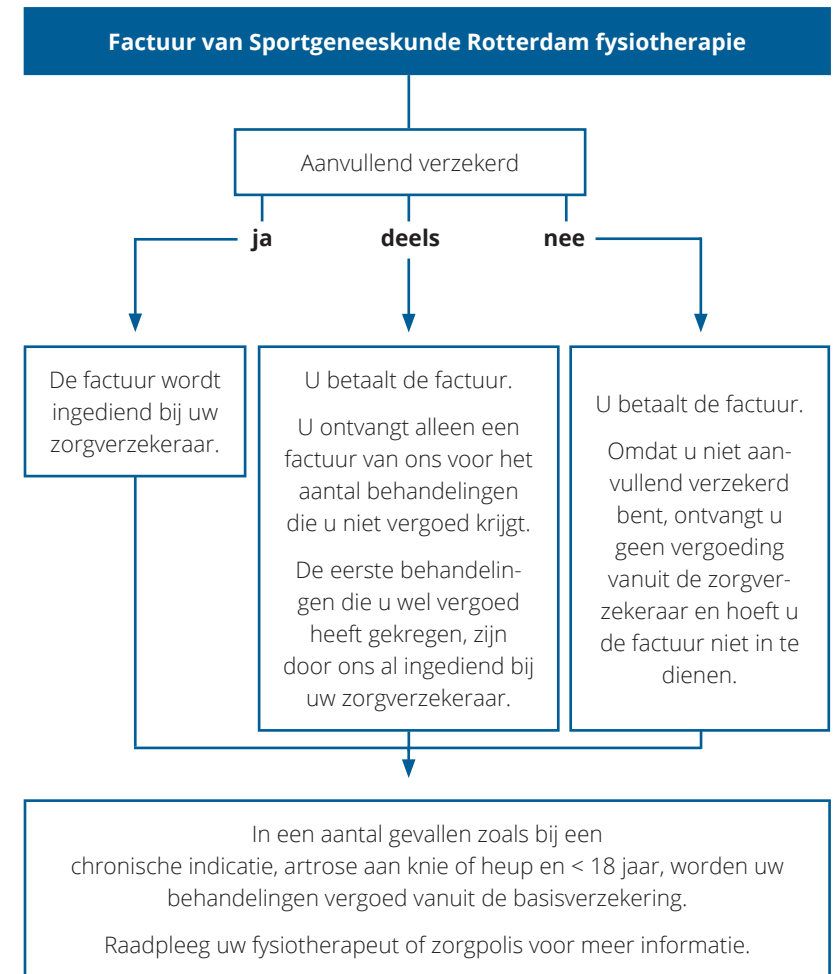 Factuur van Sportgeneeskunde Rotterdam fysiotherapie
Aanvullend verzekerd
ja
deels
nee
De factuur wordt
ingediend bij uw
zorgverzekeraar.
U betaalt de factuur.
U ontvangt alleen een
factuur van ons voor het
aantal behandelingen
die u niet vergoed krijgt.
De eerste behandelin-
gen die u wel vergoed
heeft gekregen, zijn
door ons al ingediend bij
uw zorgverzekeraar.
U betaalt de factuur.
Omdat u niet aan-
vullend verzekerd
bent, ontvangt u
geen vergoeding
vanuit de zorgver-
zekeraar en hoeft u
de factuur niet in te
dienen.
In een aantal gevallen zoals bij een
chronische indicatie, artrose aan knie of heup en < 18 jaar, worden uw
behandelingen vergoed vanuit de basisverzekering.
Raadpleeg uw fysiotherapeut of zorgpolis voor meer informatie.